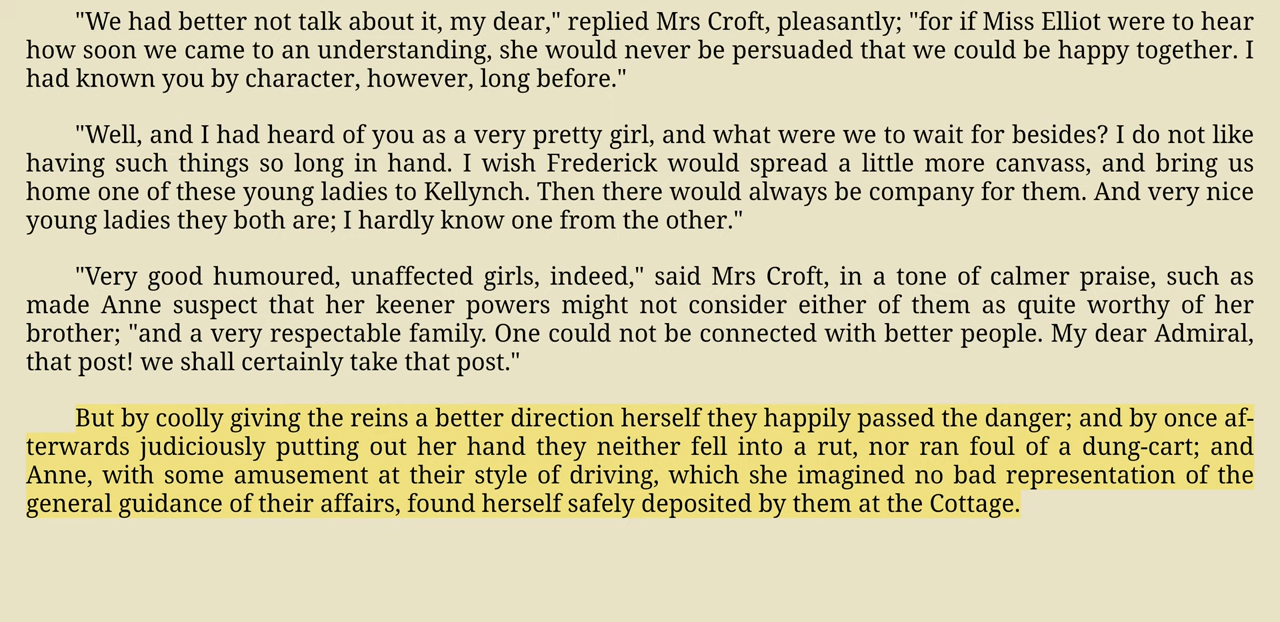 "We had better not talk about it, my dear," replied Mrs Croft, pleasantly; "for if Miss Elliot were to hear
how soon we came to an understanding, she would never be persuaded that we could be happy together. I
had known you by character, however, long before."
"Well, and I had heard of you as a very pretty girl, and what were we to wait for besides? I do not like
having such things so long in hand. I wish Frederick would spread a little more canvass, and bring us
home one of these young ladies to Kellynch. Then there would always be company for them. And very nice
young ladies they both are; I hardly know one from the other."
"Very good humoured, unaffected girls, indeed," said Mrs Croft, in a tone of calmer praise, such as
made Anne suspect that her keener powers might not consider either of them as quite worthy of her
brother; "and a very respectable family. One could not be connected with better people. My dear Admiral,
that post! we shall certainly take that post."
But by coolly giving the reins a better direction herself they happily passed the danger; and by once af-
terwards judiciously putting out her hand they neither fell into a rut, nor ran foul of a dung-cart; and
Anne, with some amusement at their style of driving, which she imagined no bad representation of the
general guidance of their affairs, found herself safely deposited by them at the Cottage.